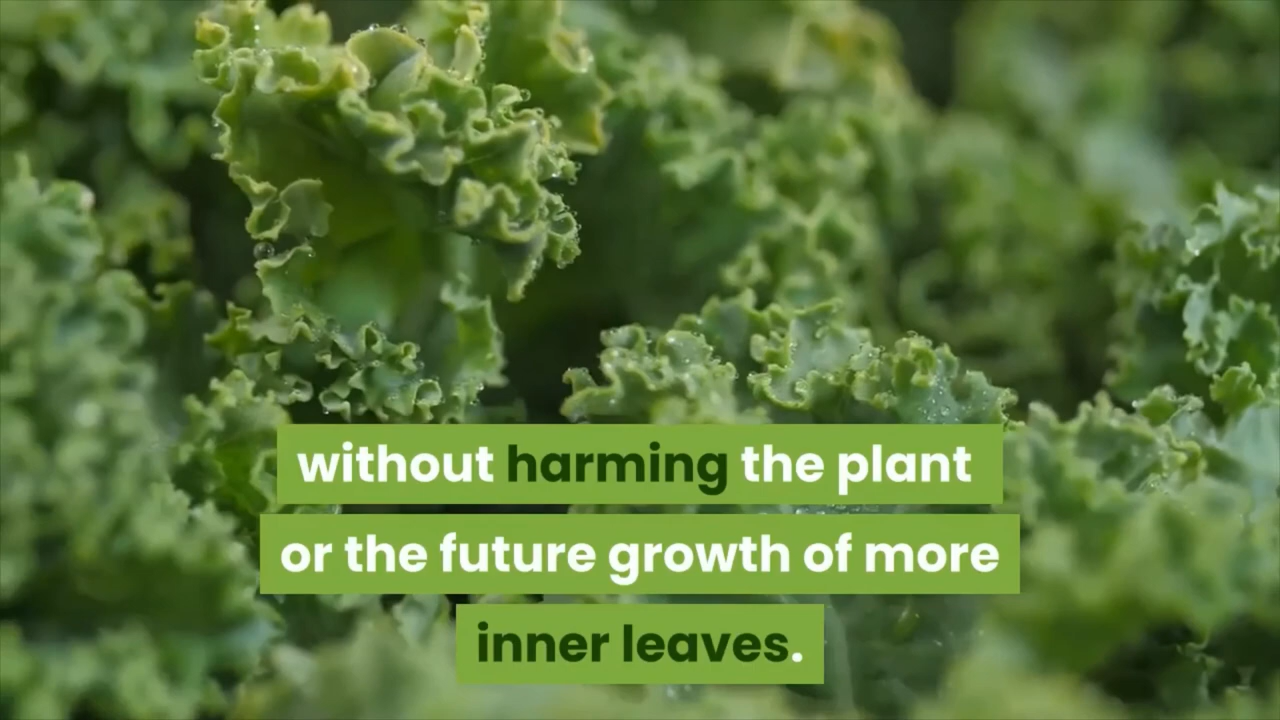 without harming the plant
or the future growth of more
inner leaves.